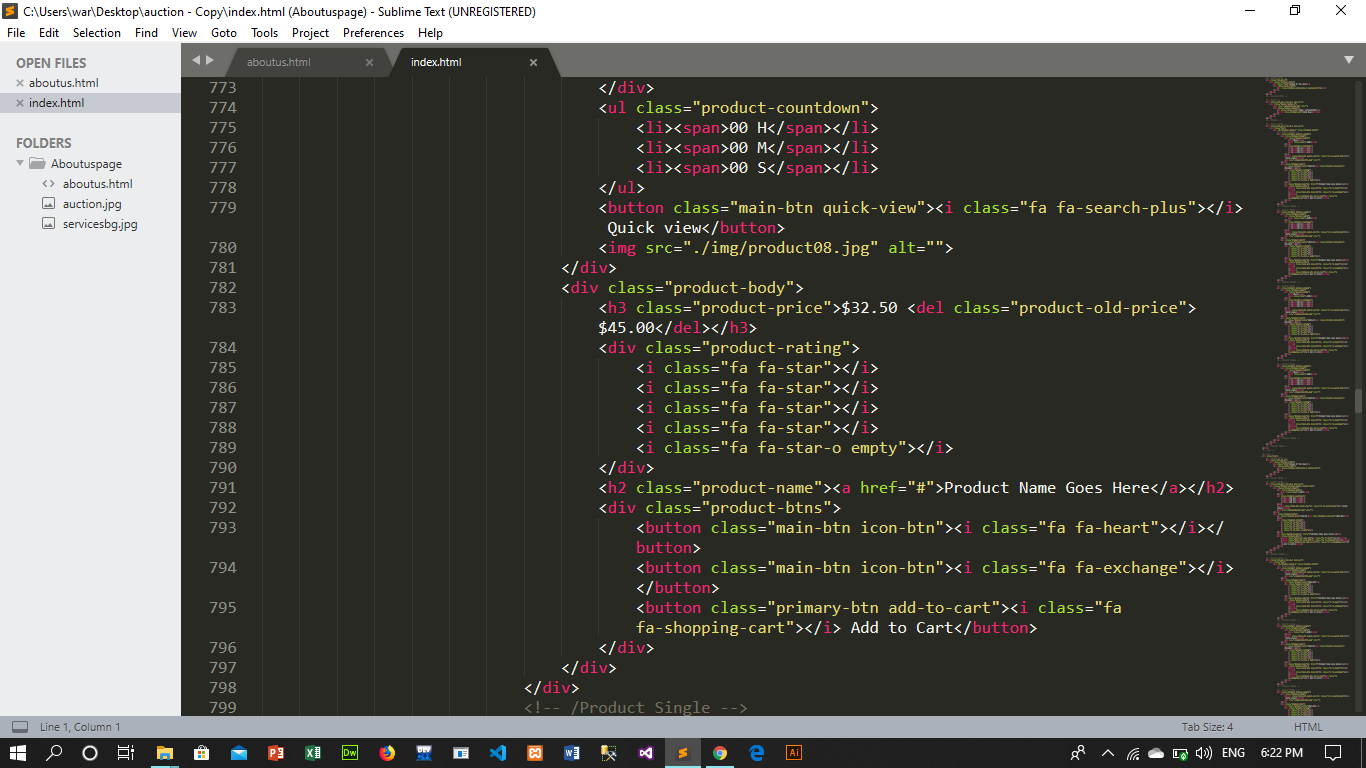 C:\Users\war\Desktop\auction - Copy\index.html (Aboutuspage) - Sublime Text (UNREGISTERED)
File Edit Selection Find View Goto Tools Project Preferences Help
OPEN FILES
aboutus.html
index.html
FOLDERS
Aboutuspage
aboutus.html
auction.jpg
servicesbg.jpg
aboutus.html index.html
773 </div>
774 <ul class="product-countdown">
775 <li><span>00 H</span></li>
776 <li><span>00 M</span></li>
777 <li><span>00 S</span></li>
778 </ul>
779 <button class="main-btn quick-view"><i class="fa fa-search-plus"></i>
Quick view</button>
780 <img src="./img/product08.jpg" alt="">
781 </div>
782 <div class="product-body">
783 <h3 class="product-price">$32.50 <del class="product-old-price">
$45.00</del></h3>
784 <div class="product-rating">
785 <i class="fa fa-star"></i>
786 <i class="fa fa-star"></i>
787 <i class="fa fa-star"></i>
788 <i class="fa fa-star"></i>
789 <i class="fa fa-star-o empty"></i>
790 </div>
791 <h2 class="product-name"><a href="#">Product Name Goes Here</a></h2>
792 <div class="product-btns">
793 <button class="main-btn icon-btn"><i class="fa fa-heart"></i></
button>
794 <button class="main-btn icon-btn"><i class="fa fa-exchange"></i>
</button>
795 <button class="primary-btn add-to-cart"><i class="fa
fa-shopping-cart"></i> Add to Cart</button>
796 </div>
797 </div>
798 </div>
799 <!-- /Product Single -->
Line 1, Column 1 Tab Size: 4 HTML
Dw Ai ENG 6:22 PM